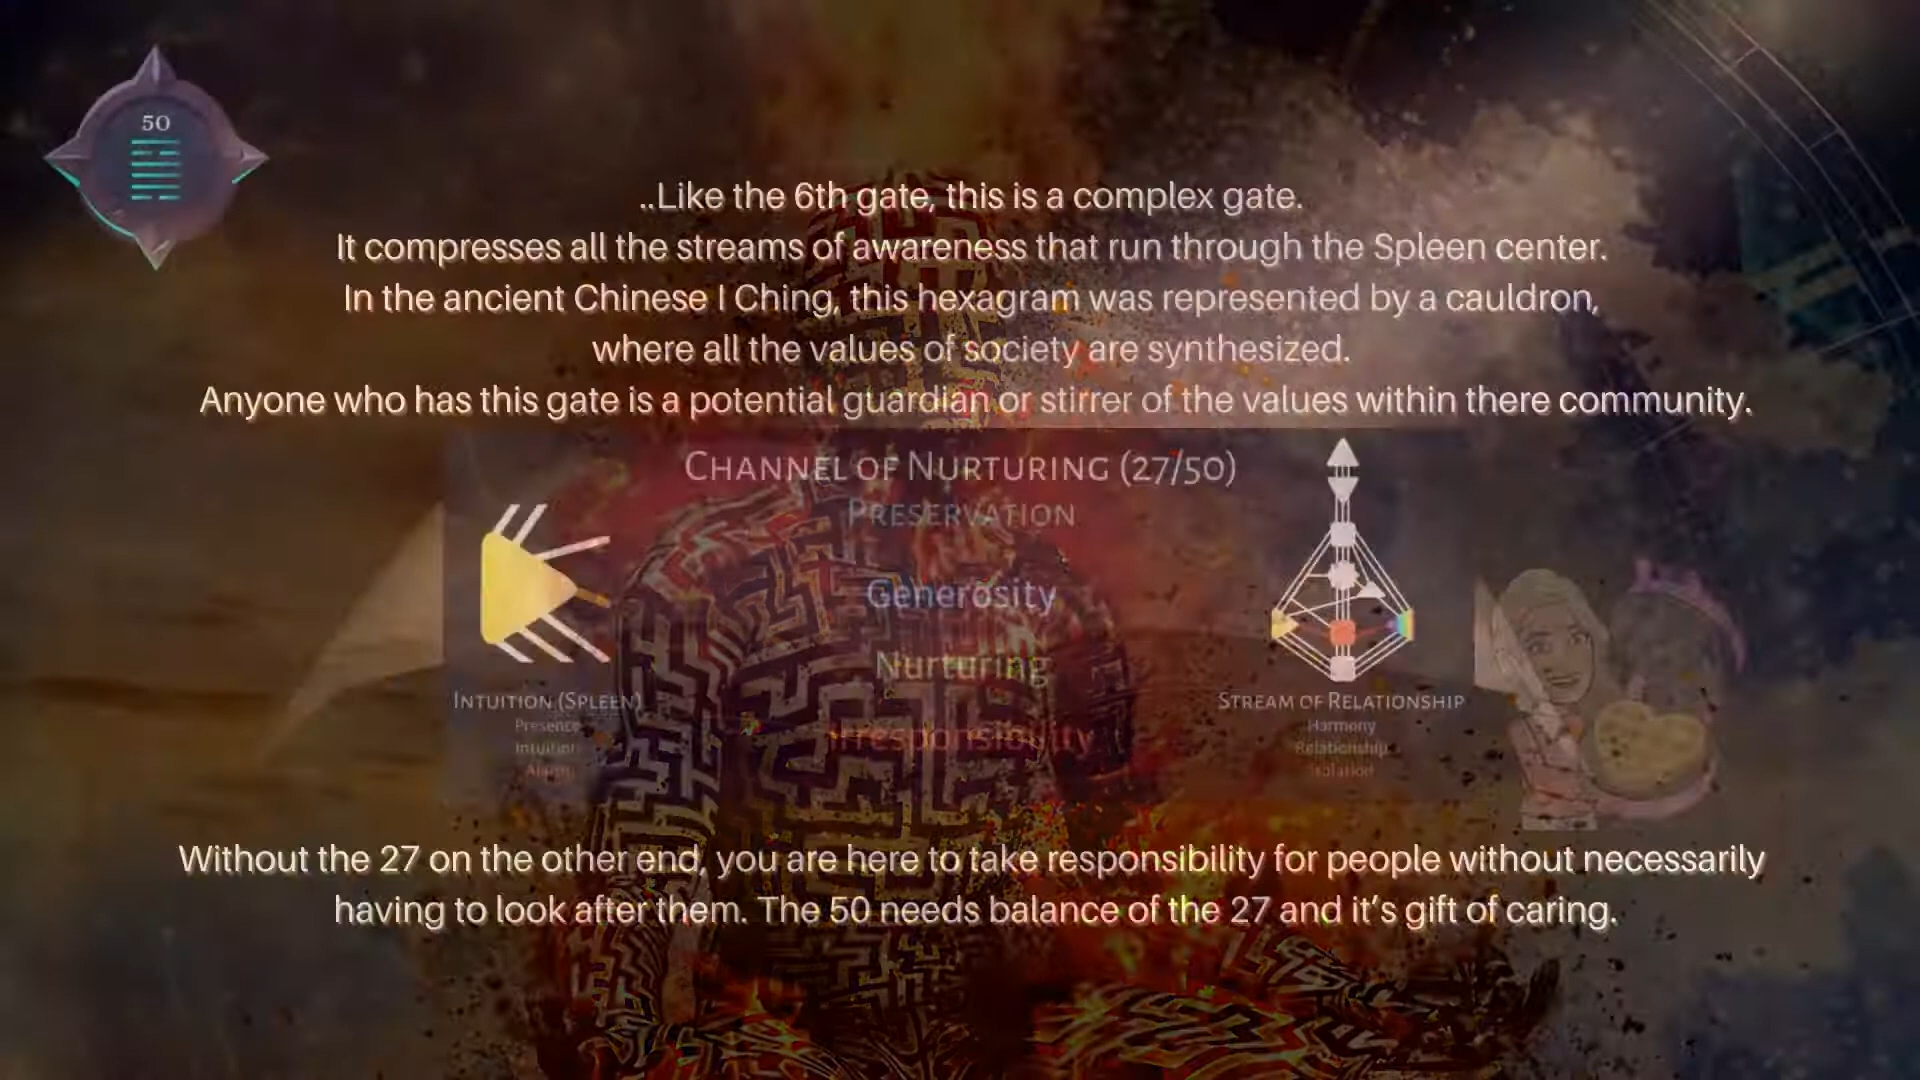 50
..Like the 6th gate, this is a complex gate.
It compresses all the streams of awareness that run through the Spleen center.
In the ancient Chinese I Ching, this hexagram was represented by a cauldron,
where all the values of society are synthesized.
Anyone who has this gate is a potential guardian or stirrer of the values within there community.
Channel of Nurturing (27/50)
Preservation
Generosity
Nurturing
Irresponsibility
Intuition (Spleen)
Presence
Intuition
Alarm
Stream of Relationship
Harmony
Relationship
Isolation
Without the 27 on the other end, you are here to take responsibility for people without necessarily
having to look after them. The 50 needs balance of the 27 and it's gift of caring.